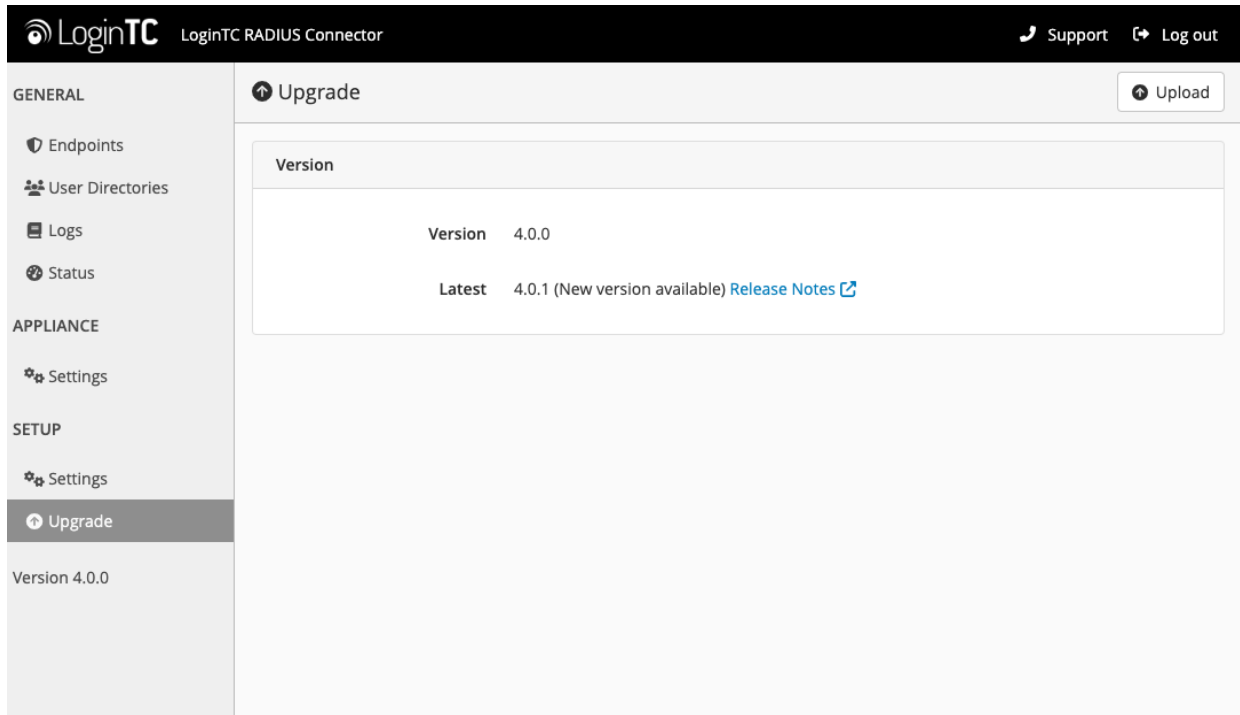 LoginTC LoginTC RADIUS Connector Support Log out
GENERAL
Endpoints
User Directories
Logs
Status
APPLIANCE
Settings
SETUP
Settings
Upgrade
Version 4.0.0
Upgrade Upload
Version
Version 4.0.0
Latest 4.0.1 (New version available) Release Notes